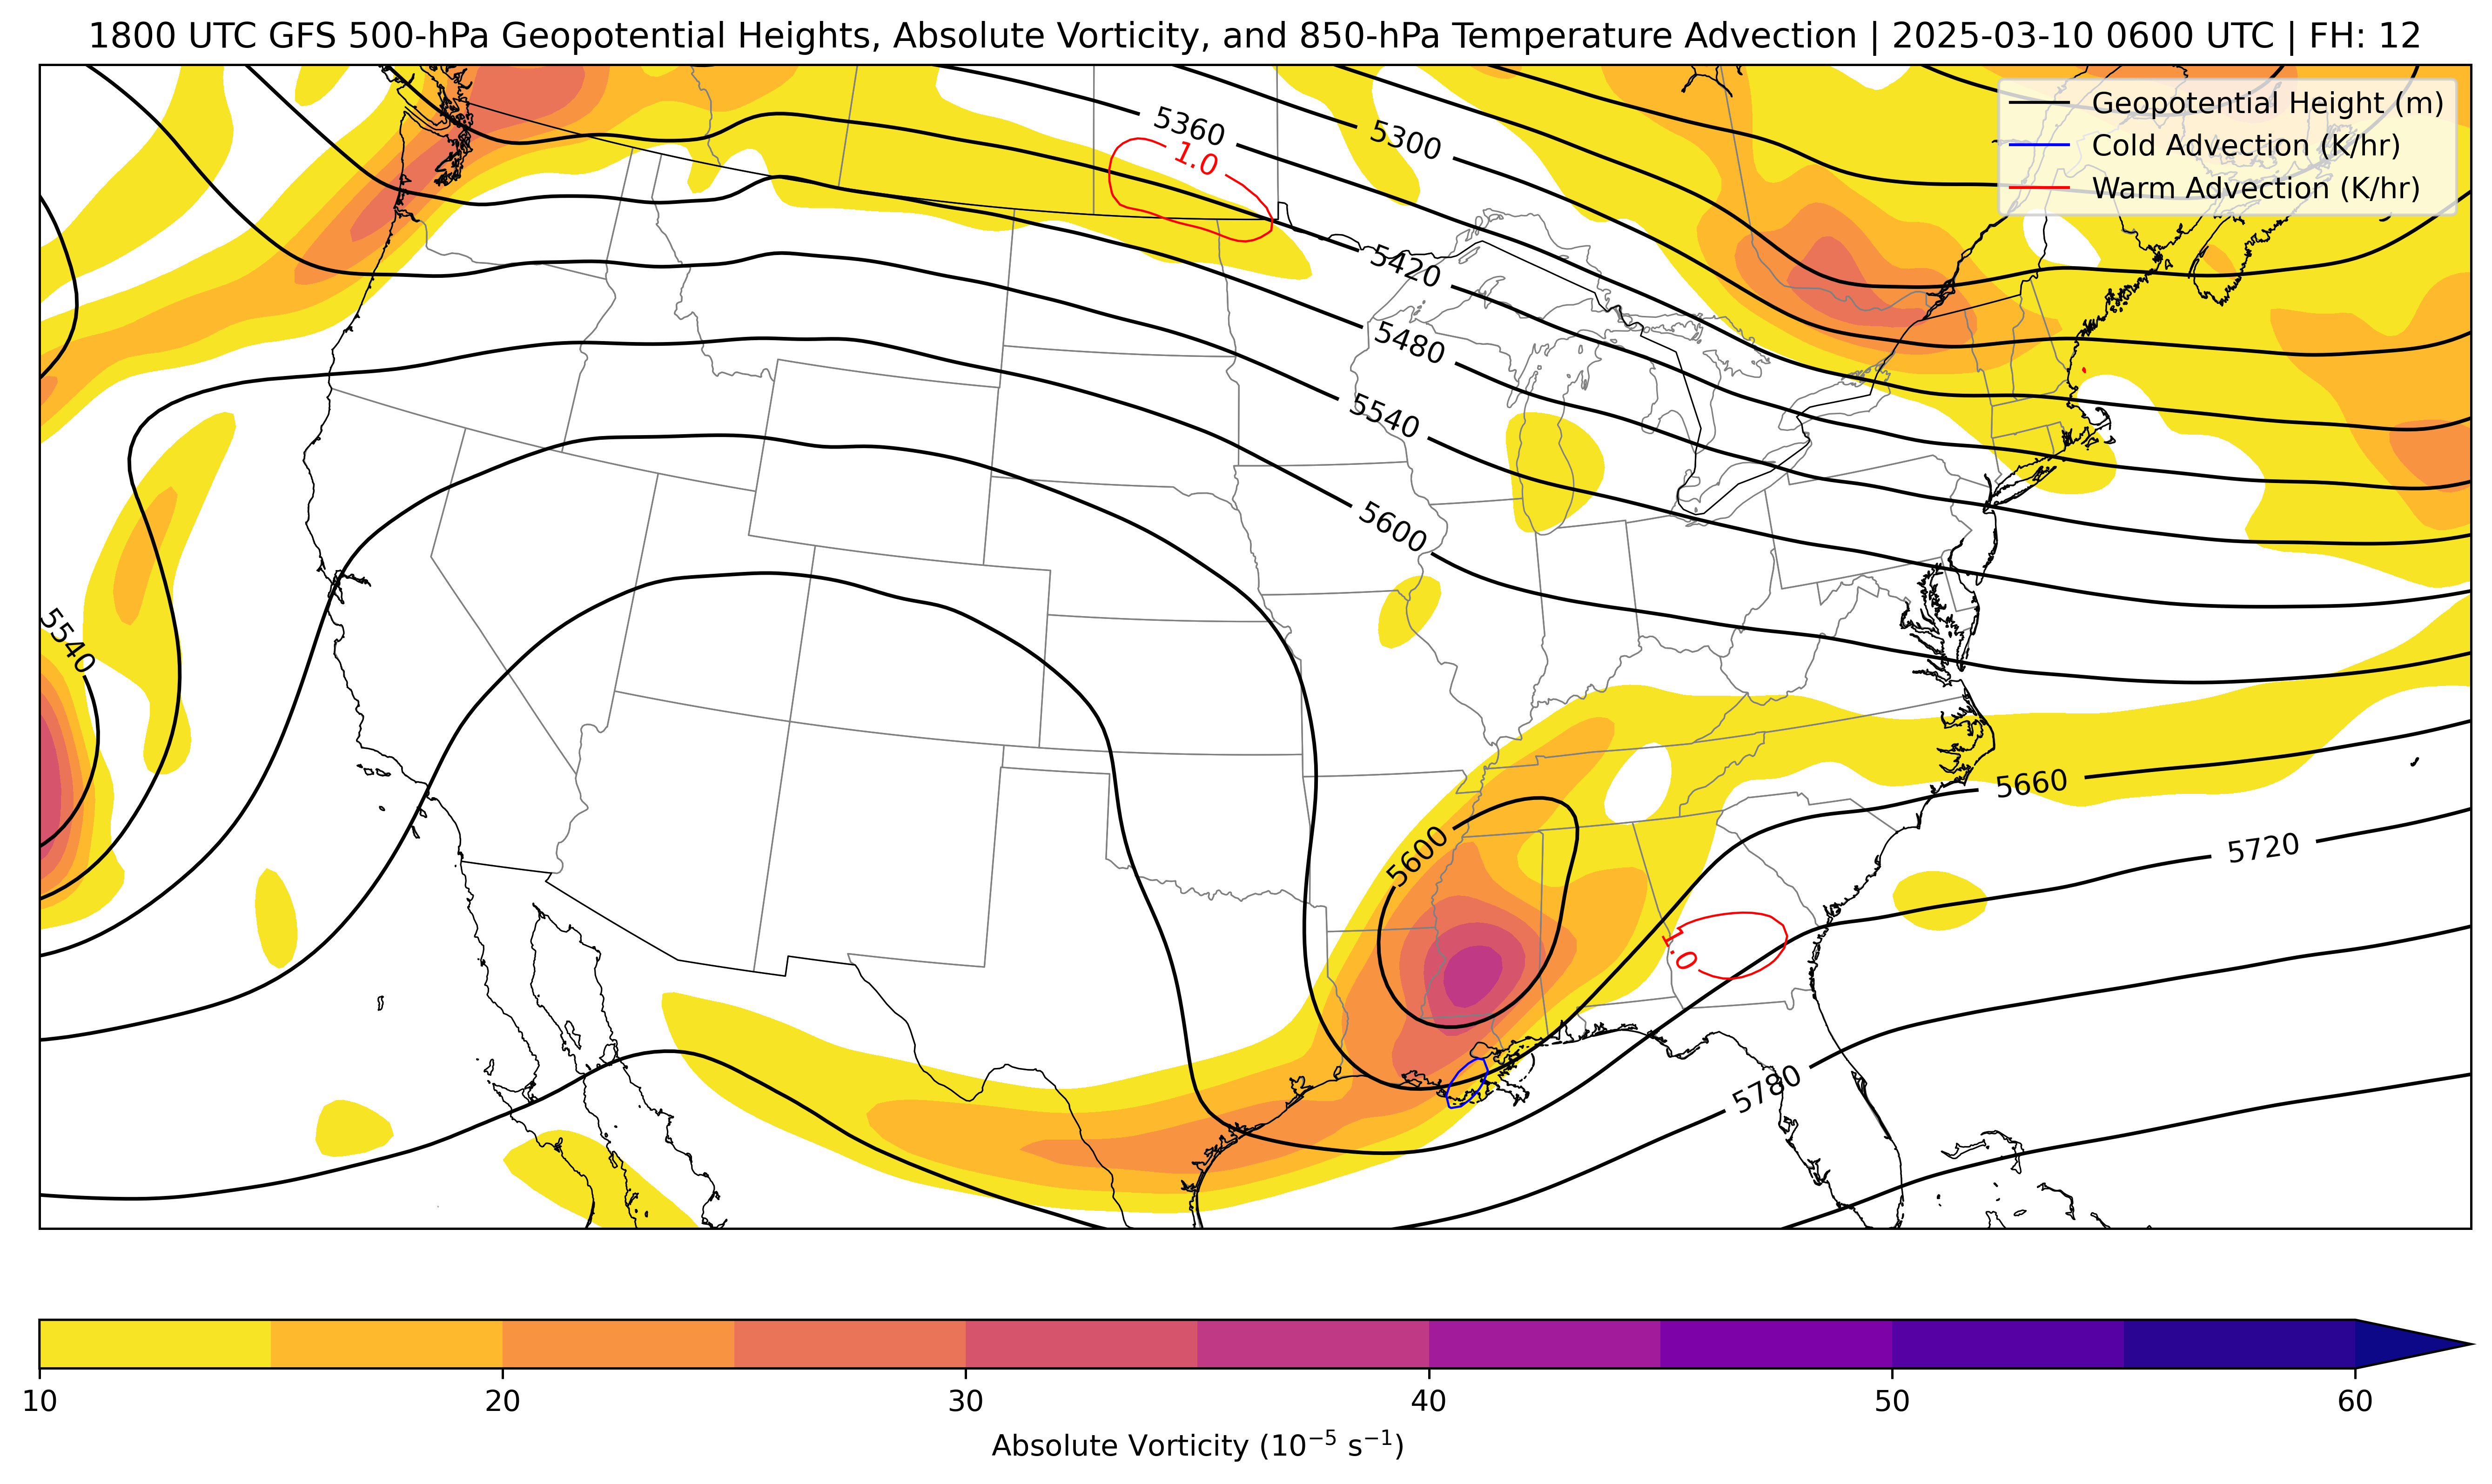 1800 UTC GFS 500-hPa Geopotential Heights, Absolute Vorticity, and 850-hPa Temperature Advection | 2025-03-10 0600 UTC | FH: 12
Geopotential Height (m)
Cold Advection (K/hr)
Warm Advection (K/hr)
5360
5300
1.0
5420
5480
5540
5600
5540
5660
5720
5600
1.0
5780
10 20 30 40 50 60
Absolute Vorticity (10⁻⁵ s⁻¹)